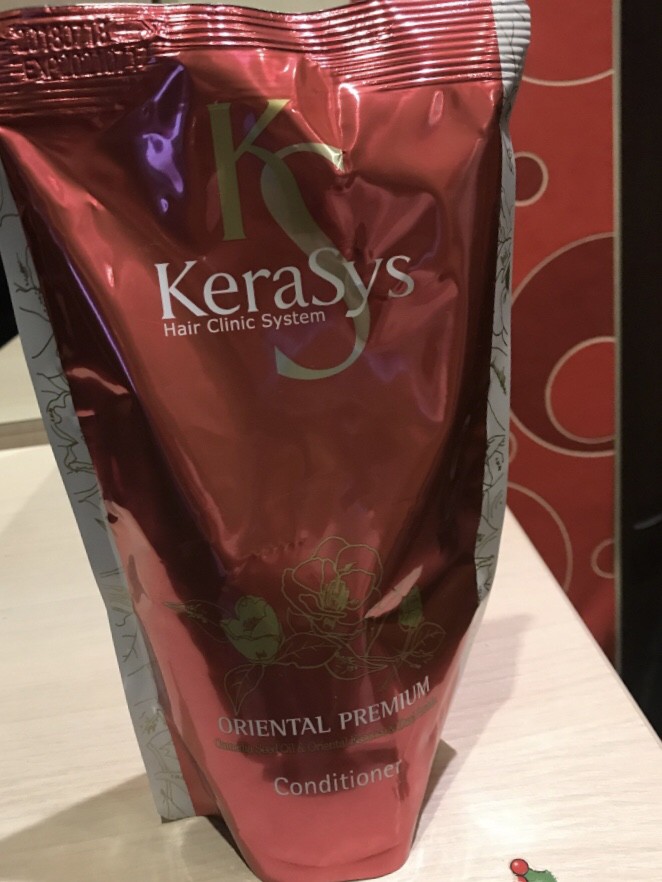 KS
KeraSys
Hair Clinic System
ORIENTAL PREMIUM
Conditioner